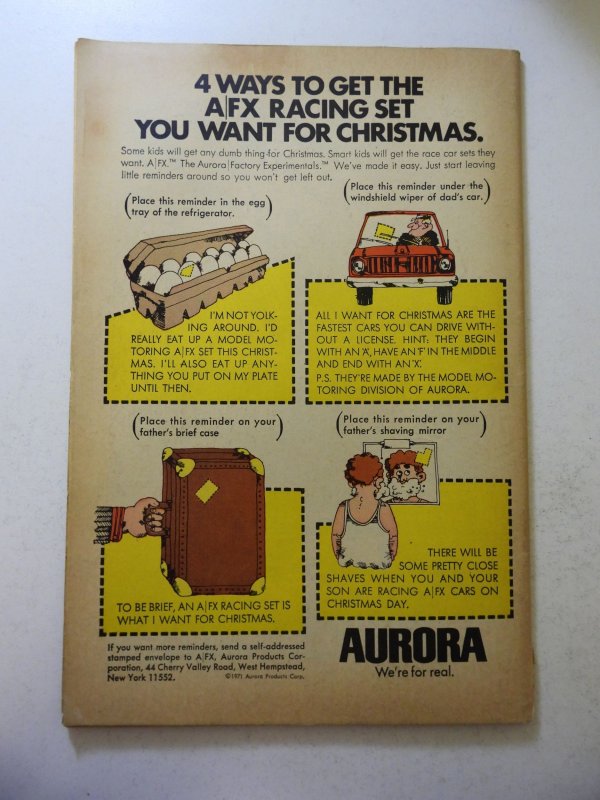 4 WAYS TO GET THE
A|FX RACING SET
YOU WANT FOR CHRISTMAS.
Some kids will get any dumb thing for Christmas. Smart kids will get the race car sets they
want. A|FX.™ The Aurora Factory Experimentals.™ We've made it easy. Just start leaving
little reminders around so you won't get left out.
(Place this reminder in the egg
tray of the refrigerator.)
(Place this reminder under the
windshield wiper of dad's car.)
I'M NOT YOLK-
ING AROUND. I'D
REALLY EAT UP A MODEL MO-
TORING A|FX SET THIS CHRIST-
MAS. I'LL ALSO EAT UP ANY-
THING YOU PUT ON MY PLATE
UNTIL THEN.
ALL I WANT FOR CHRISTMAS ARE THE
FASTEST CARS YOU CAN DRIVE WITH-
OUT A LICENSE. HINT: THEY BEGIN
WITH AN 'A', HAVE AN 'F' IN THE MIDDLE
AND END WITH AN 'X'.
P.S. THEY'RE MADE BY THE MODEL MO-
TORING DIVISION OF AURORA.
(Place this reminder on your
father's brief case)
(Place this reminder on your
father's shaving mirror)
TO BE BRIEF, AN A|FX RACING SET IS
WHAT I WANT FOR CHRISTMAS.
THERE WILL BE
SOME PRETTY CLOSE
SHAVES WHEN YOU AND YOUR
SON ARE RACING A|FX CARS ON
CHRISTMAS DAY.
If you want more reminders, send a self-addressed
stamped envelope to A|FX, Aurora Products Cor-
poration, 44 Cherry Valley Road, West Hempstead,
New York 11552. ©1971 Aurora Products Corp.
AURORA
We're for real.